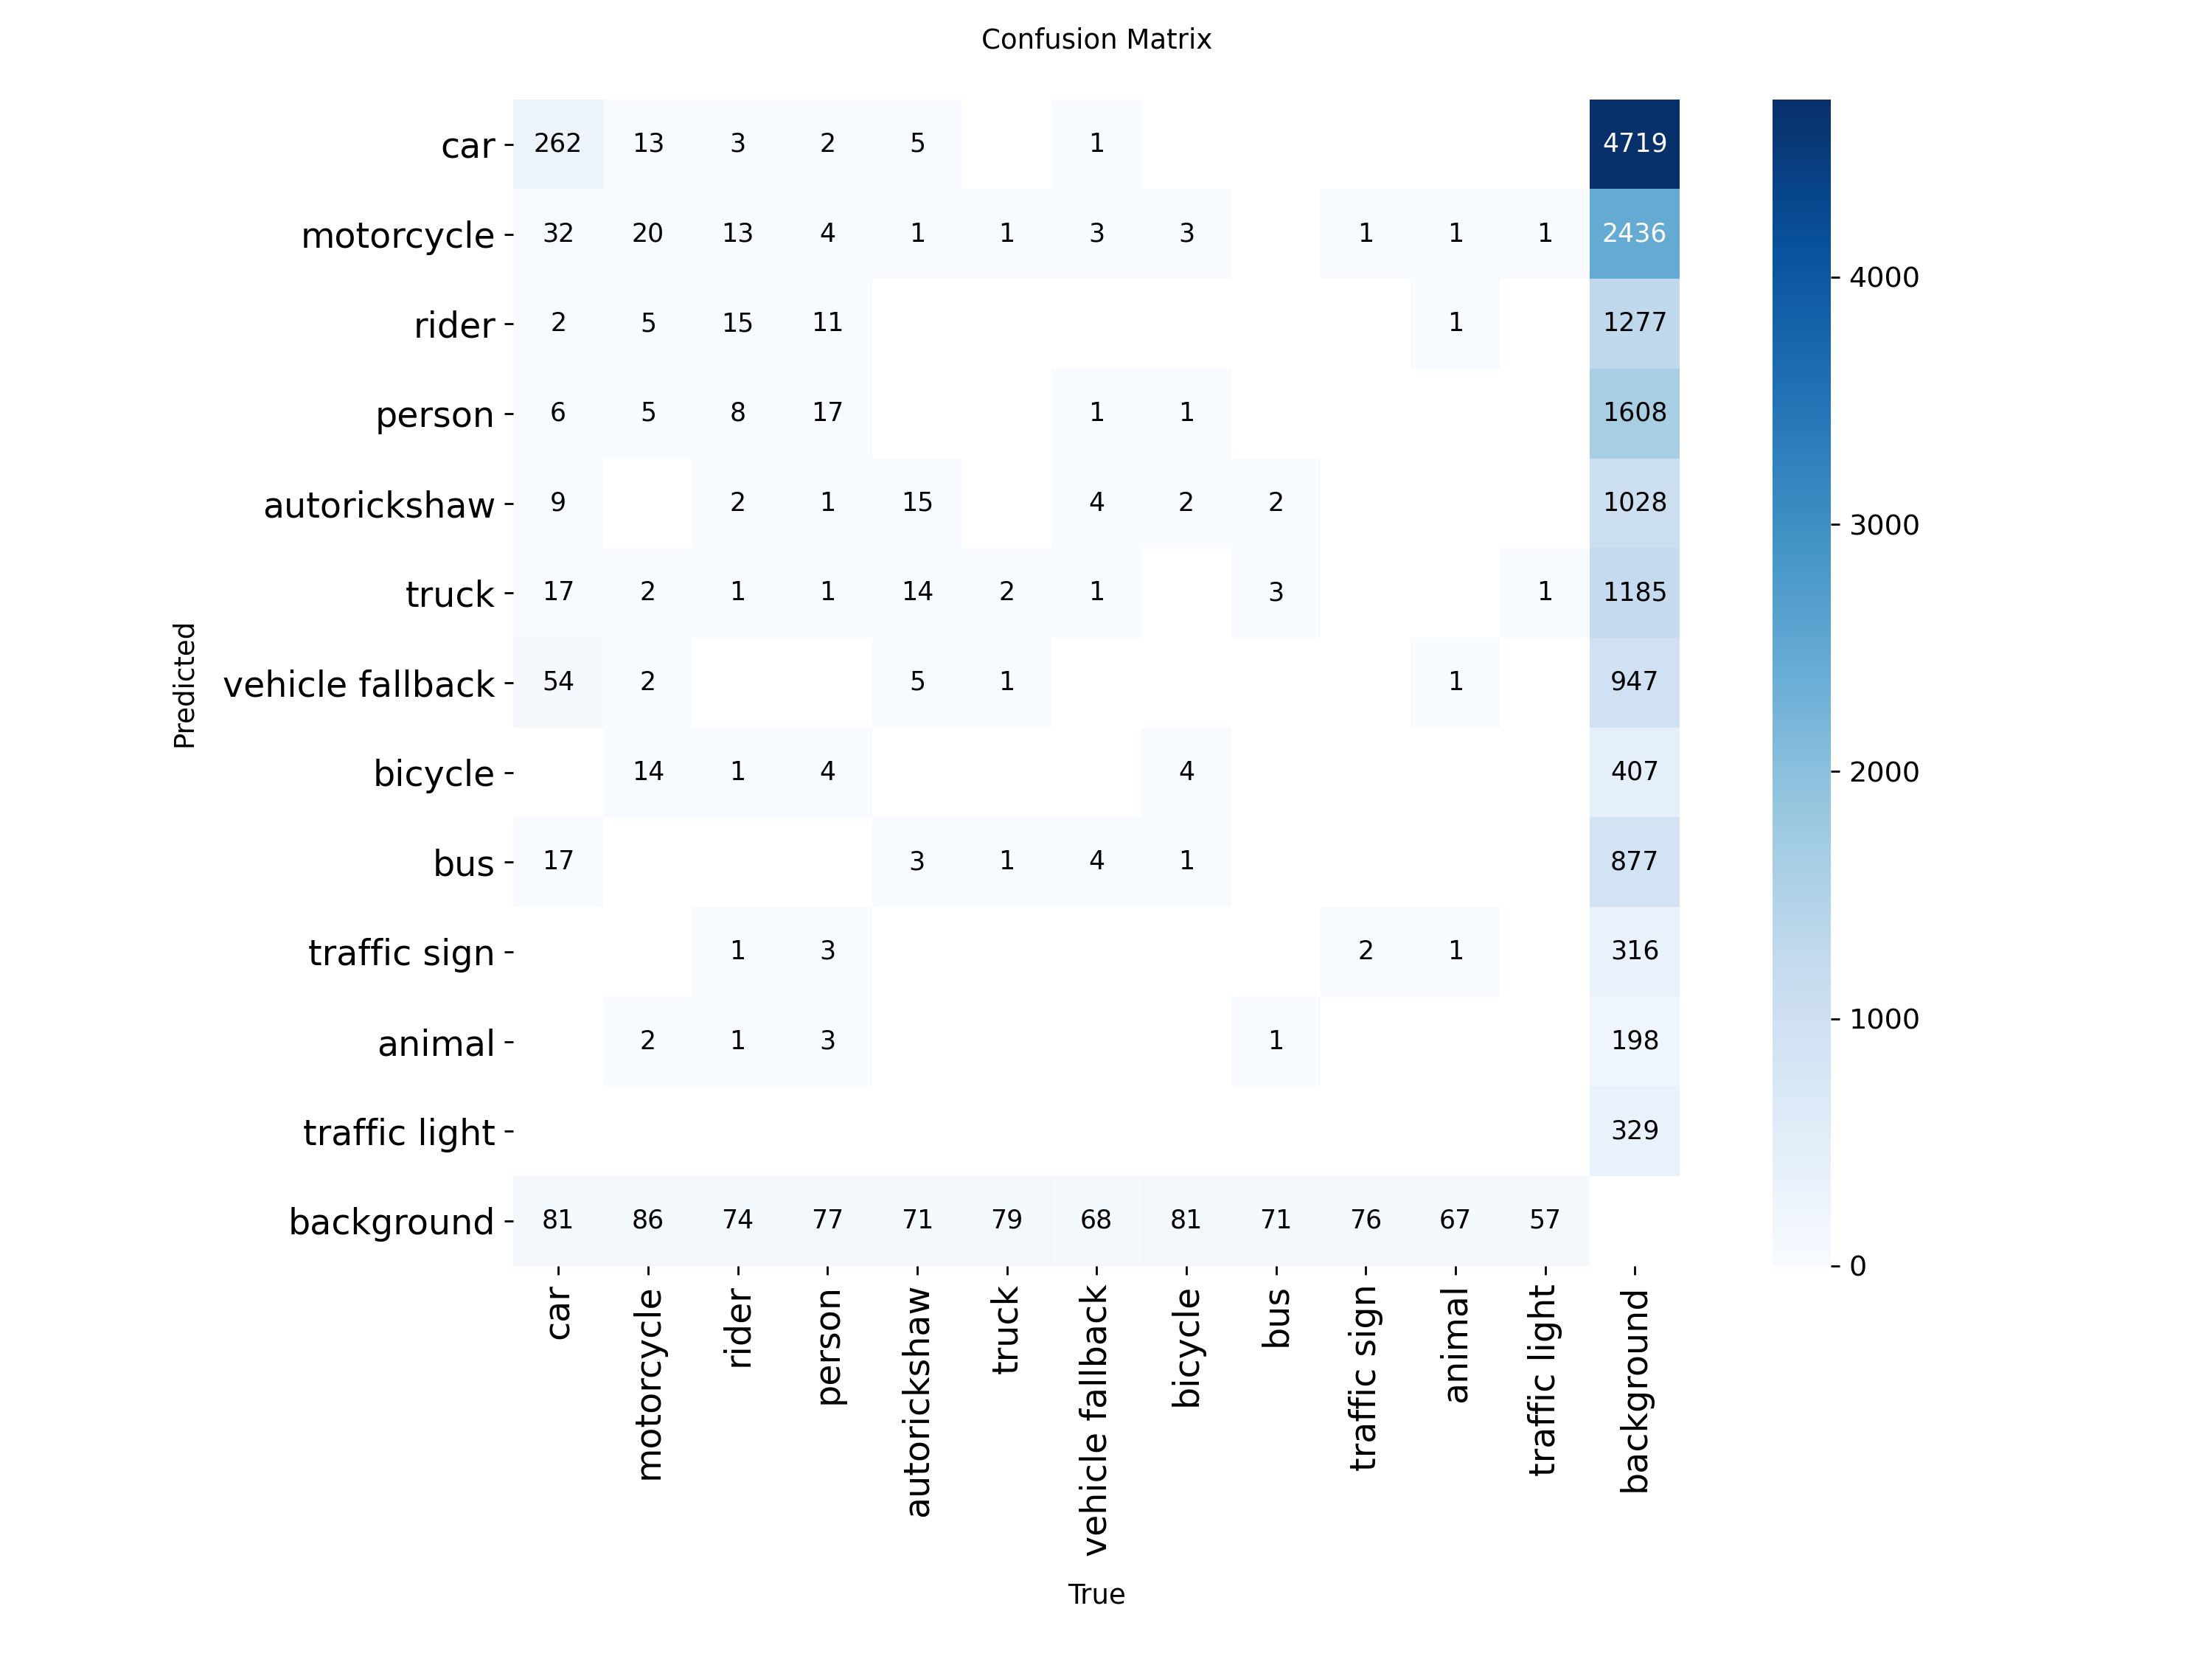 Confusion Matrix
car 262 13 3 2 5 1 4719
motorcycle 32 20 13 4 1 1 3 3 1 1 1 2436
rider 2 5 15 11 1 1277
person 6 5 8 17 1 1 1608
autorickshaw 9 2 1 15 4 2 2 1028
truck 17 2 1 1 14 2 1 3 1 1185
vehicle fallback 54 2 5 1 1 947
bicycle 14 1 4 4 407
bus 17 3 1 4 1 877
traffic sign 1 3 2 1 316
animal 2 1 3 1 198
traffic light 329
background 81 86 74 77 71 79 68 81 71 76 67 57
Predicted
car
motorcycle
rider
person
autorickshaw
truck
vehicle fallback
bicycle
bus
traffic sign
animal
traffic light
background
True
4000
3000
2000
1000
0